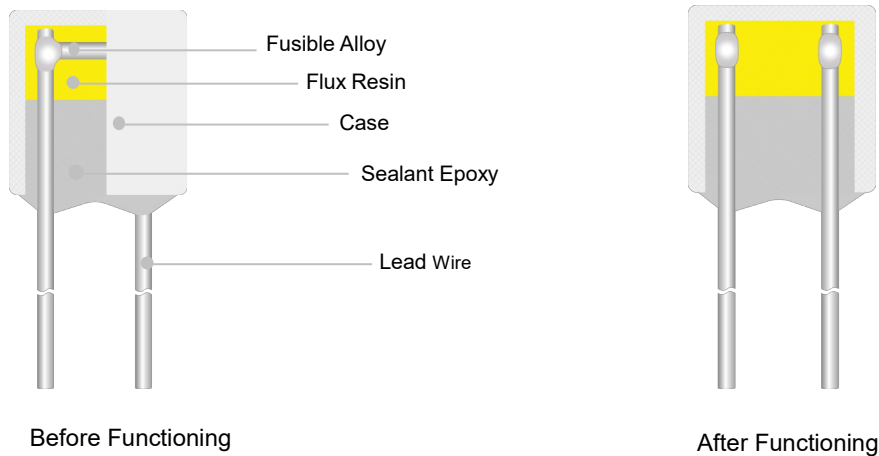 Fusible Alloy
Flux Resin
Case
Sealant Epoxy
Lead Wire
Before Functioning
After Functioning